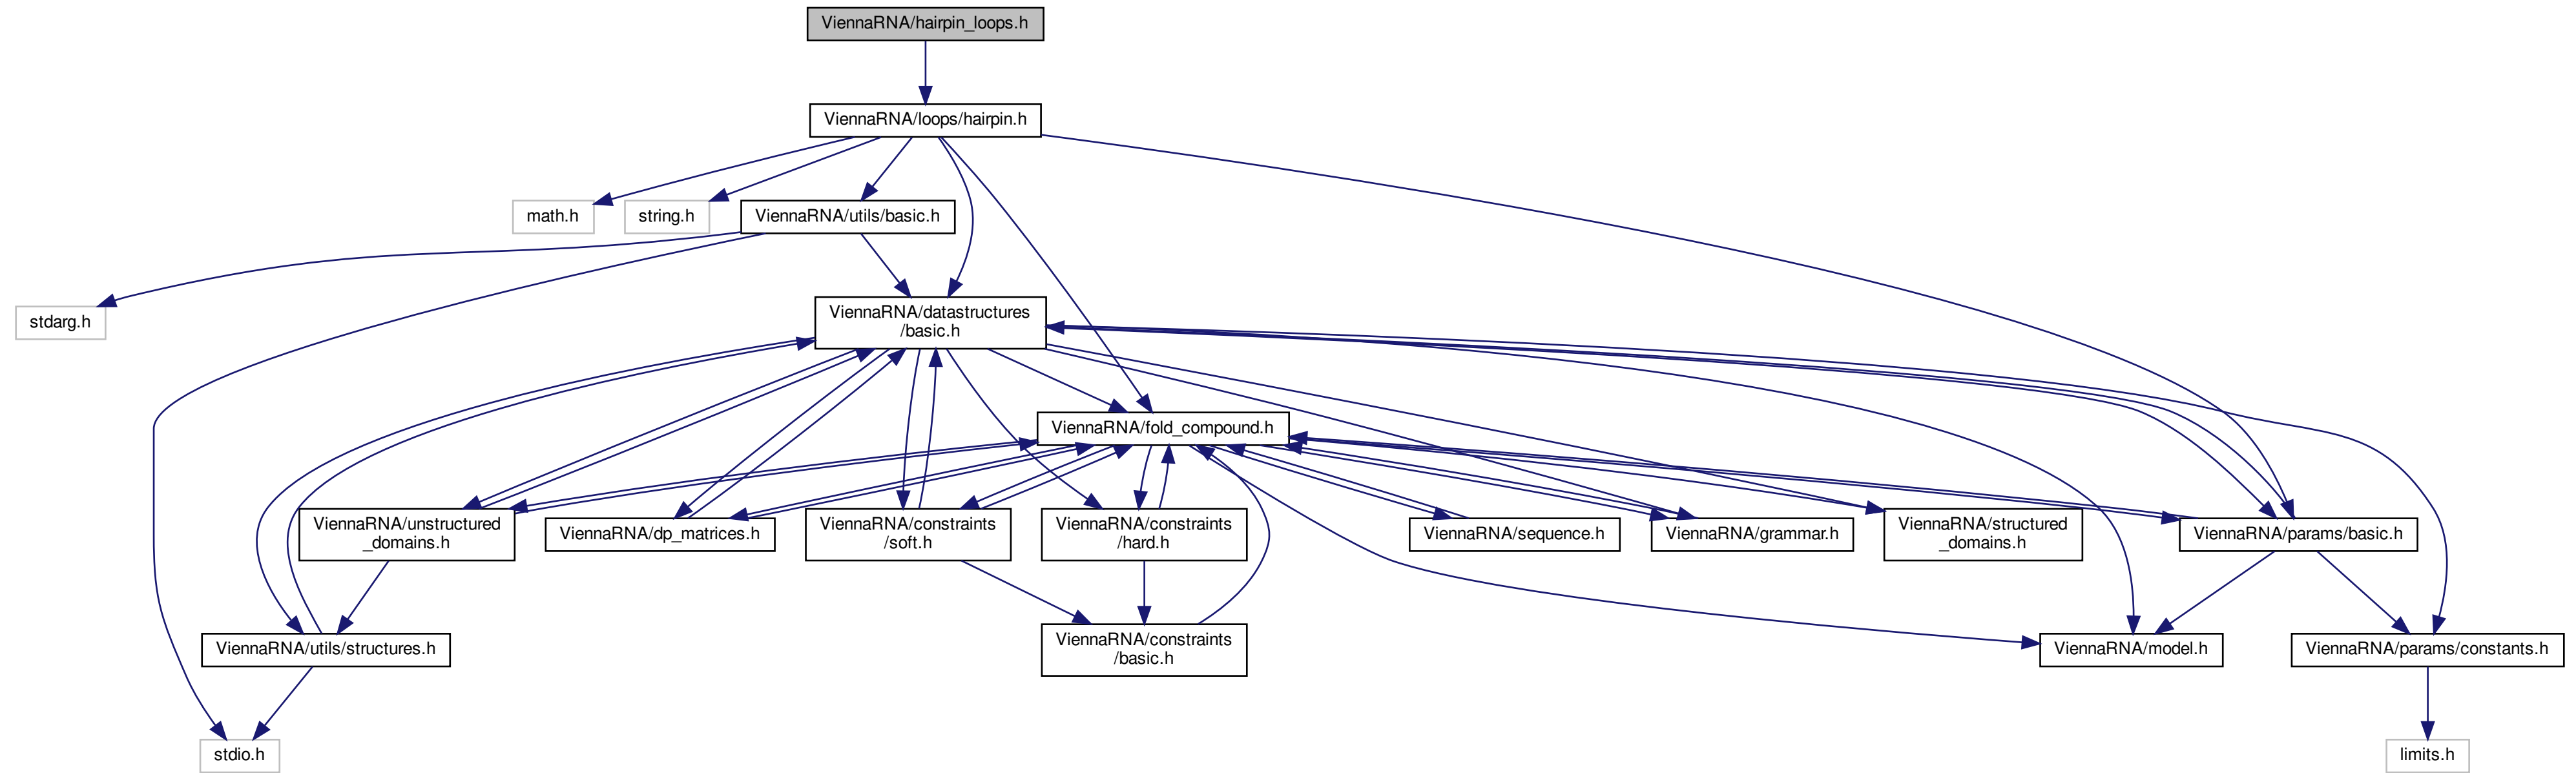 ViennaRNA/hairpin_loops.h
ViennaRNA/loops/hairpin.h
math.h
string.h
ViennaRNA/utils/basic.h
stdarg.h
ViennaRNA/datastructures
/basic.h
ViennaRNA/fold_compound.h
ViennaRNA/unstructured
_domains.h
ViennaRNA/dp_matrices.h
ViennaRNA/constraints
/soft.h
ViennaRNA/constraints
/hard.h
ViennaRNA/sequence.h
ViennaRNA/grammar.h
ViennaRNA/structured
_domains.h
ViennaRNA/params/basic.h
ViennaRNA/utils/structures.h
ViennaRNA/constraints
/basic.h
ViennaRNA/model.h
ViennaRNA/params/constants.h
stdio.h
limits.h